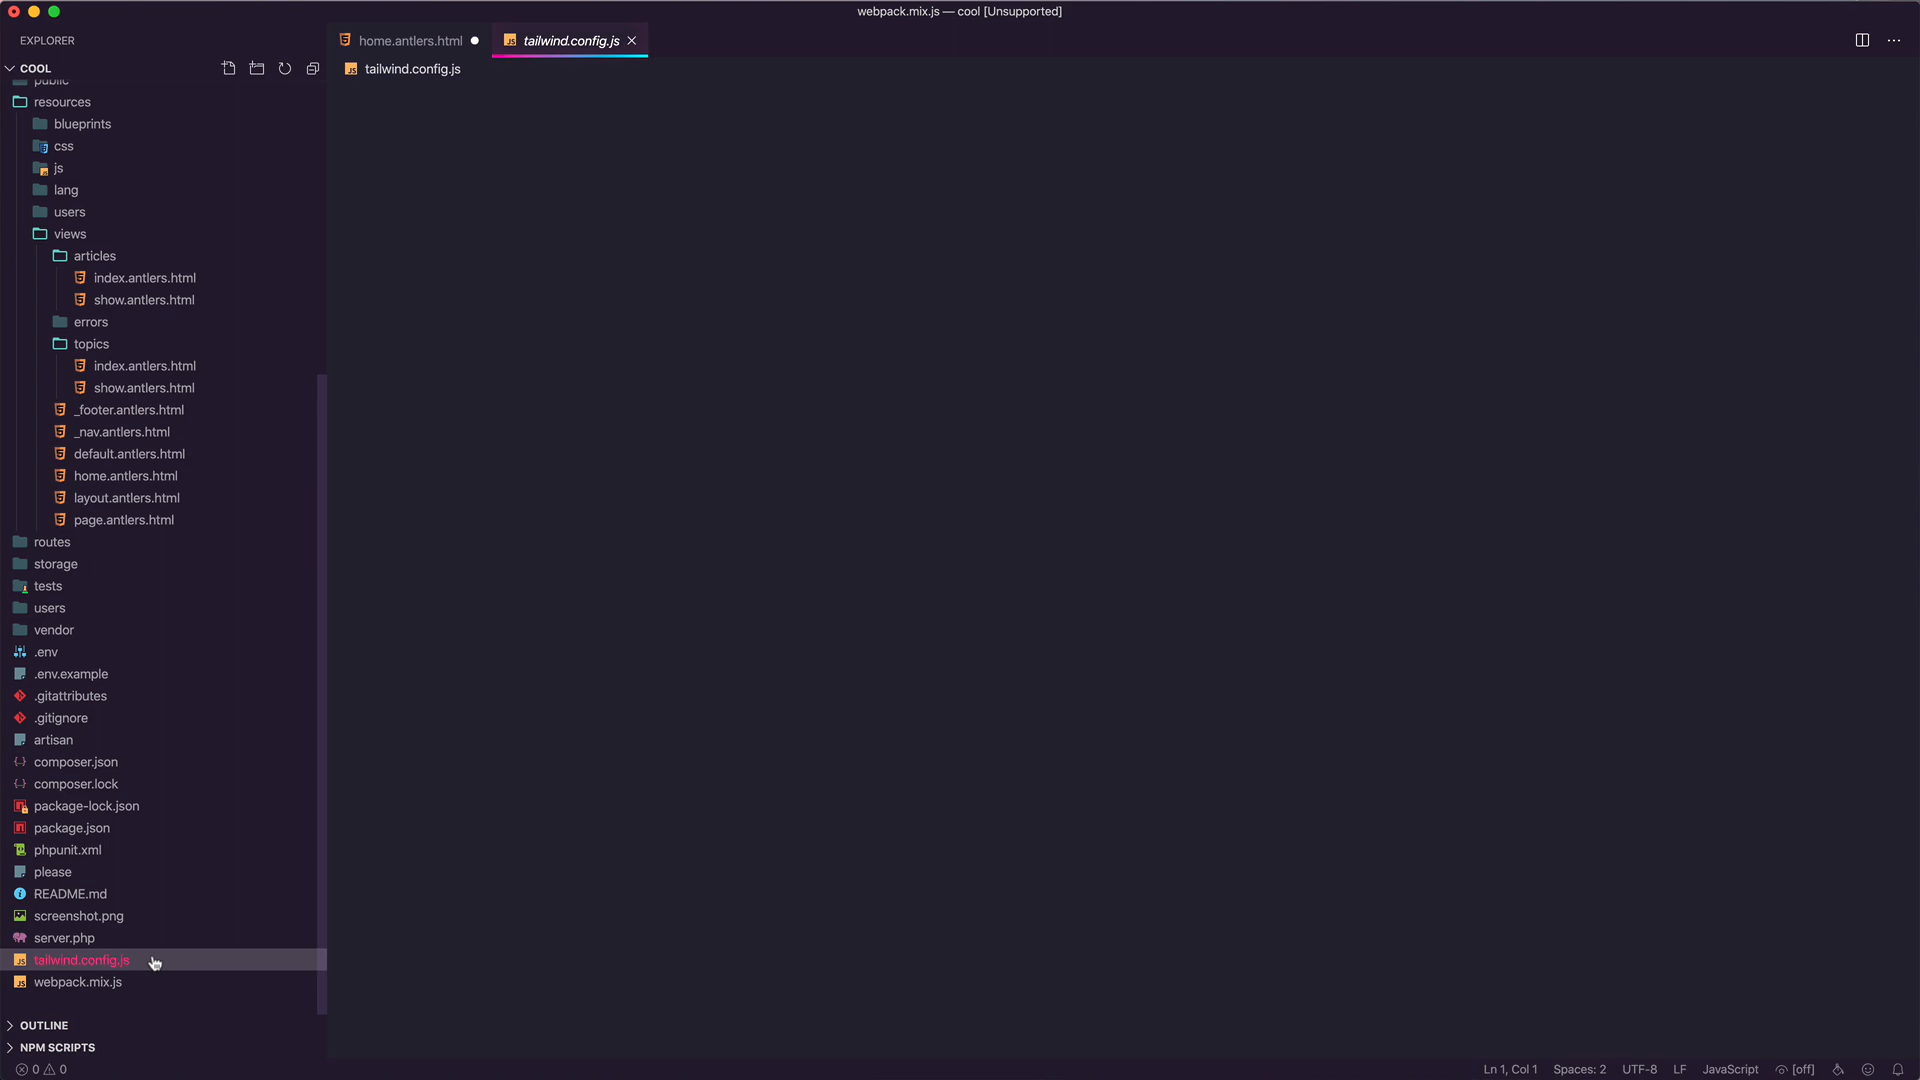 webpack.mix.js — cool [Unsupported]
EXPLORER
home.antlers.html
tailwind.config.js
COOL
tailwind.config.js
public
resources
blueprints
css
js
lang
users
views
articles
index.antlers.html
show.antlers.html
errors
topics
index.antlers.html
show.antlers.html
_footer.antlers.html
_nav.antlers.html
default.antlers.html
home.antlers.html
layout.antlers.html
page.antlers.html
routes
storage
tests
users
vendor
.env
.env.example
.gitattributes
.gitignore
artisan
composer.json
composer.lock
package-lock.json
package.json
phpunit.xml
please
README.md
screenshot.png
server.php
tailwind.config.js
webpack.mix.js
OUTLINE
NPM SCRIPTS
0 0
Ln 1, Col 1 Spaces: 2 UTF-8 LF JavaScript [off]